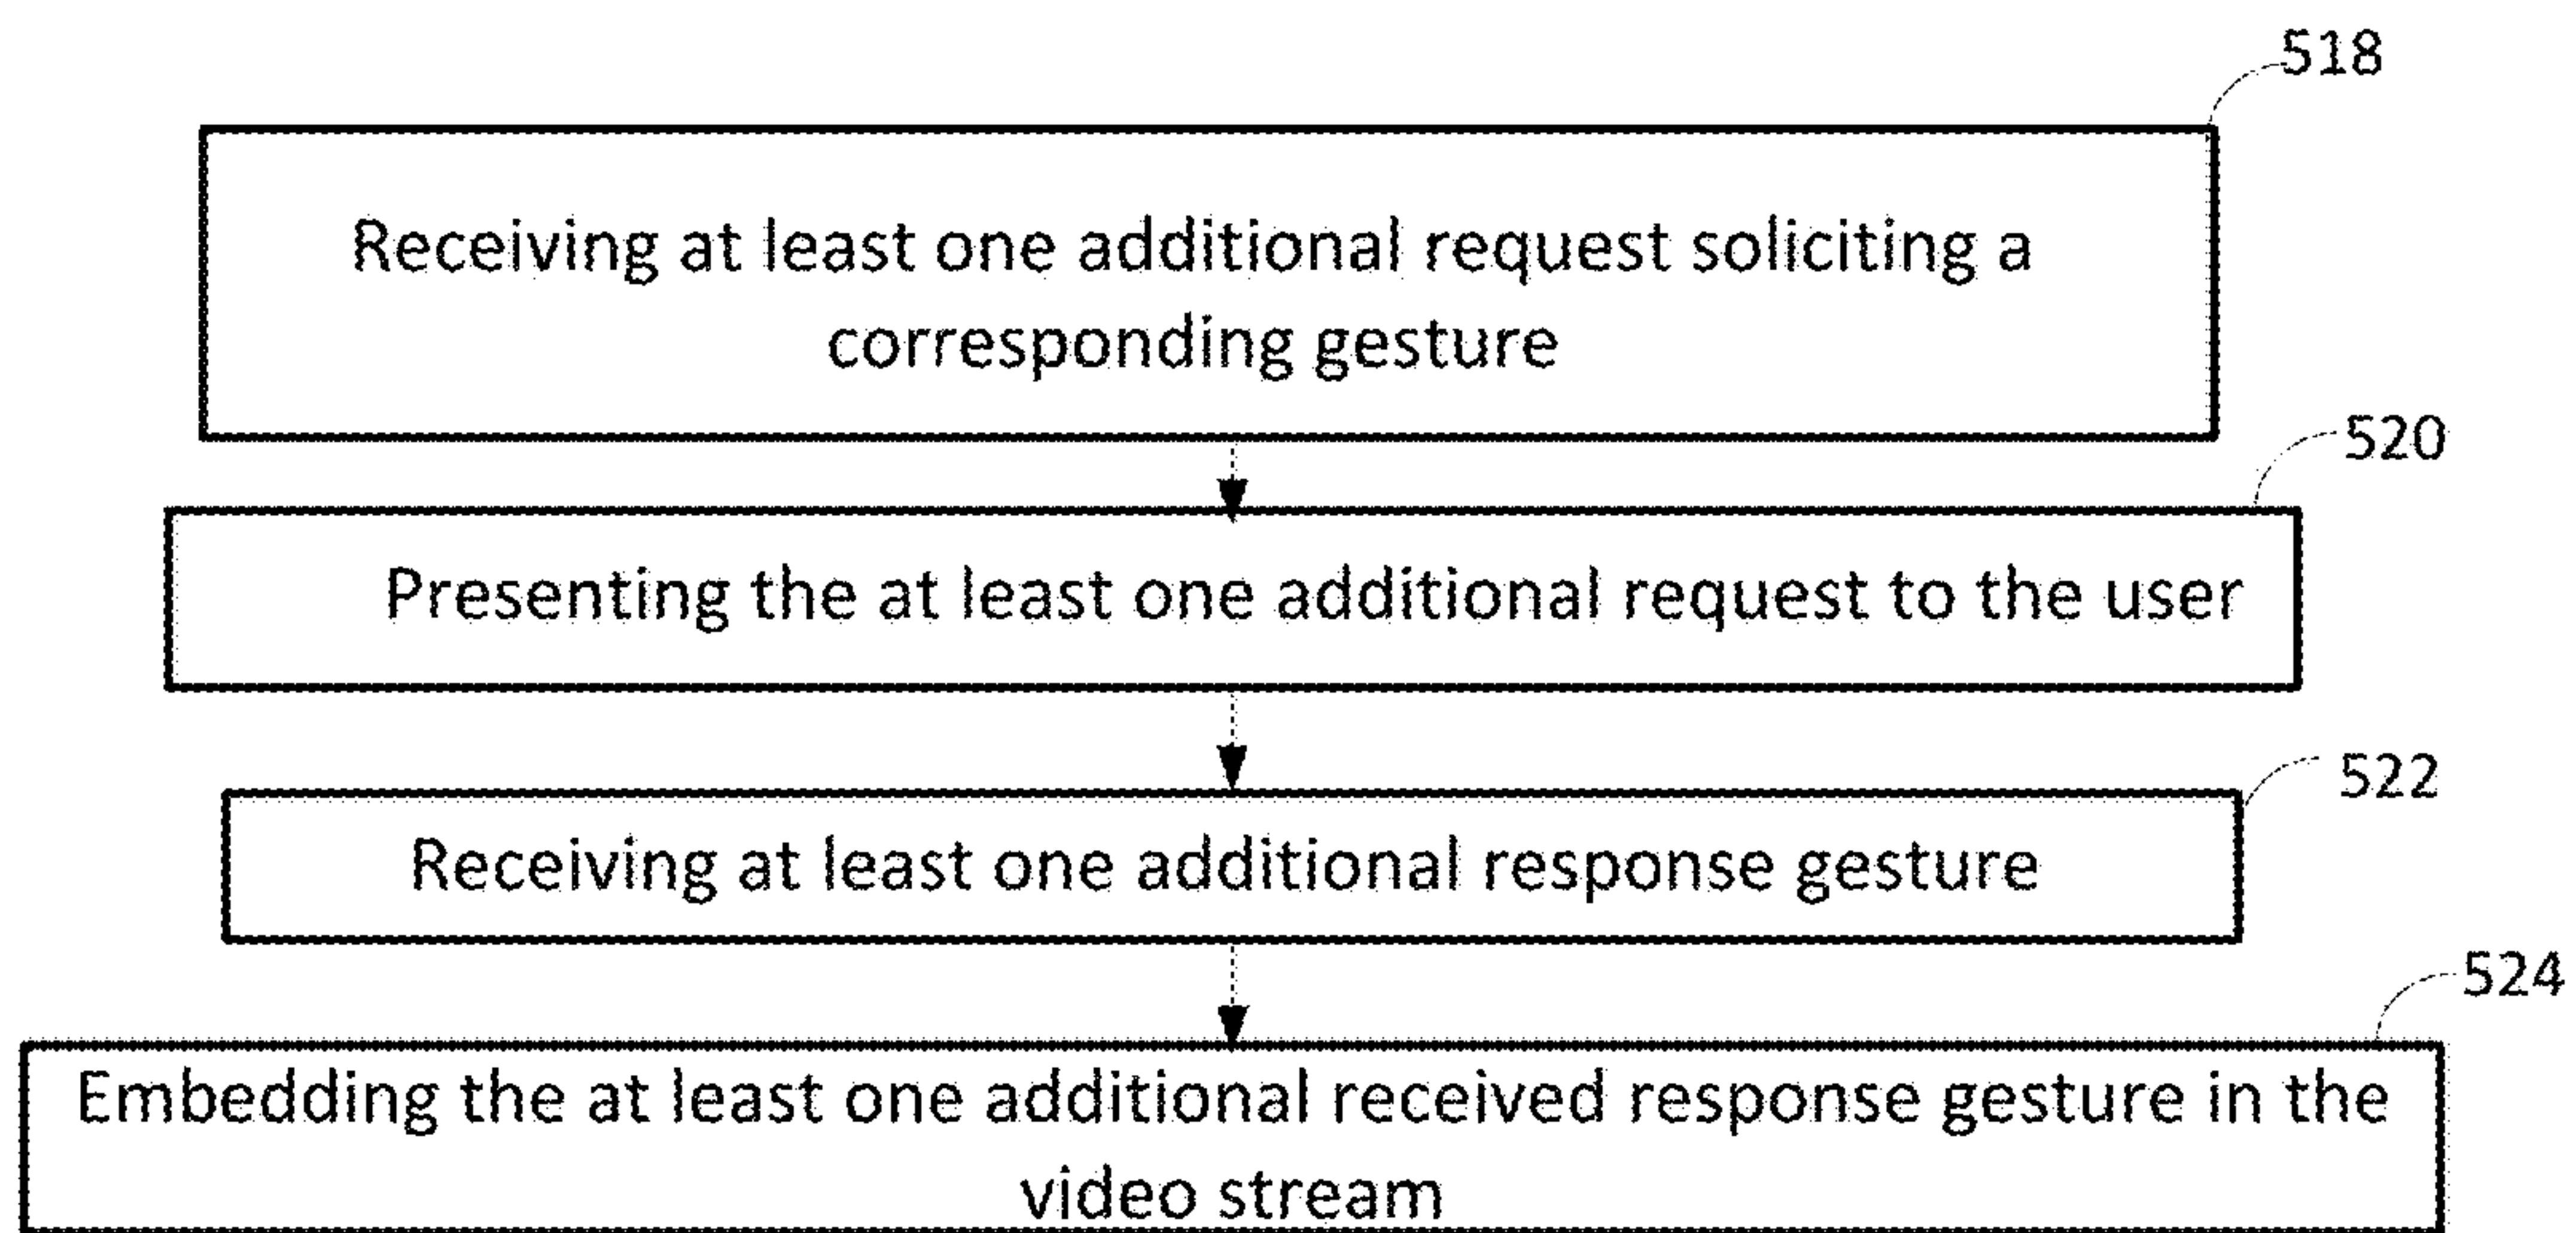 518
Receiving at least one additional request soliciting a
corresponding gesture
520
Presenting the at least one additional request to the user
522
Receiving at least one additional response gesture
524
Embedding the at least one additional received response gesture in the
video stream